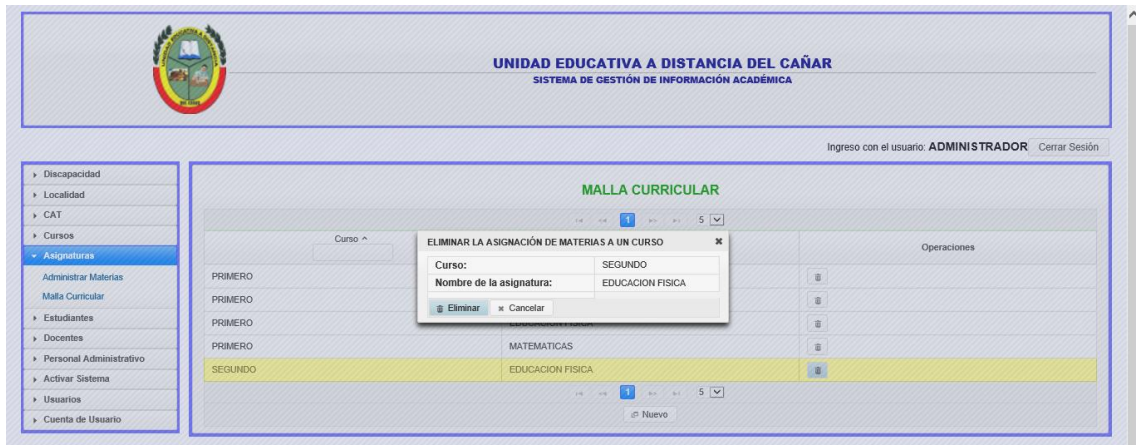 UNIDAD EDUCATIVA A DISTANCIA DEL CAÑAR
SISTEMA DE GESTIÓN DE INFORMACIÓN ACADÉMICA
Ingreso con el usuario: ADMINISTRADOR Cerrar Sesión
Discapacidad
Localidad
CAT
Cursos
Asignaturas
Administrar Materias
Malla Curricular
Estudiantes
Docentes
Personal Administrativo
Activar Sistema
Usuarios
Cuenta de Usuario
MALLA CURRICULAR
1 5
Curso Operaciones
ELIMINAR LA ASIGNACIÓN DE MATERIAS A UN CURSO
Curso: SEGUNDO
Nombre de la asignatura: EDUCACION FISICA
Eliminar Cancelar
PRIMERO
PRIMERO
PRIMERO EDUCACION FISICA
PRIMERO MATEMATICAS
SEGUNDO EDUCACION FISICA
1 5
Nuevo